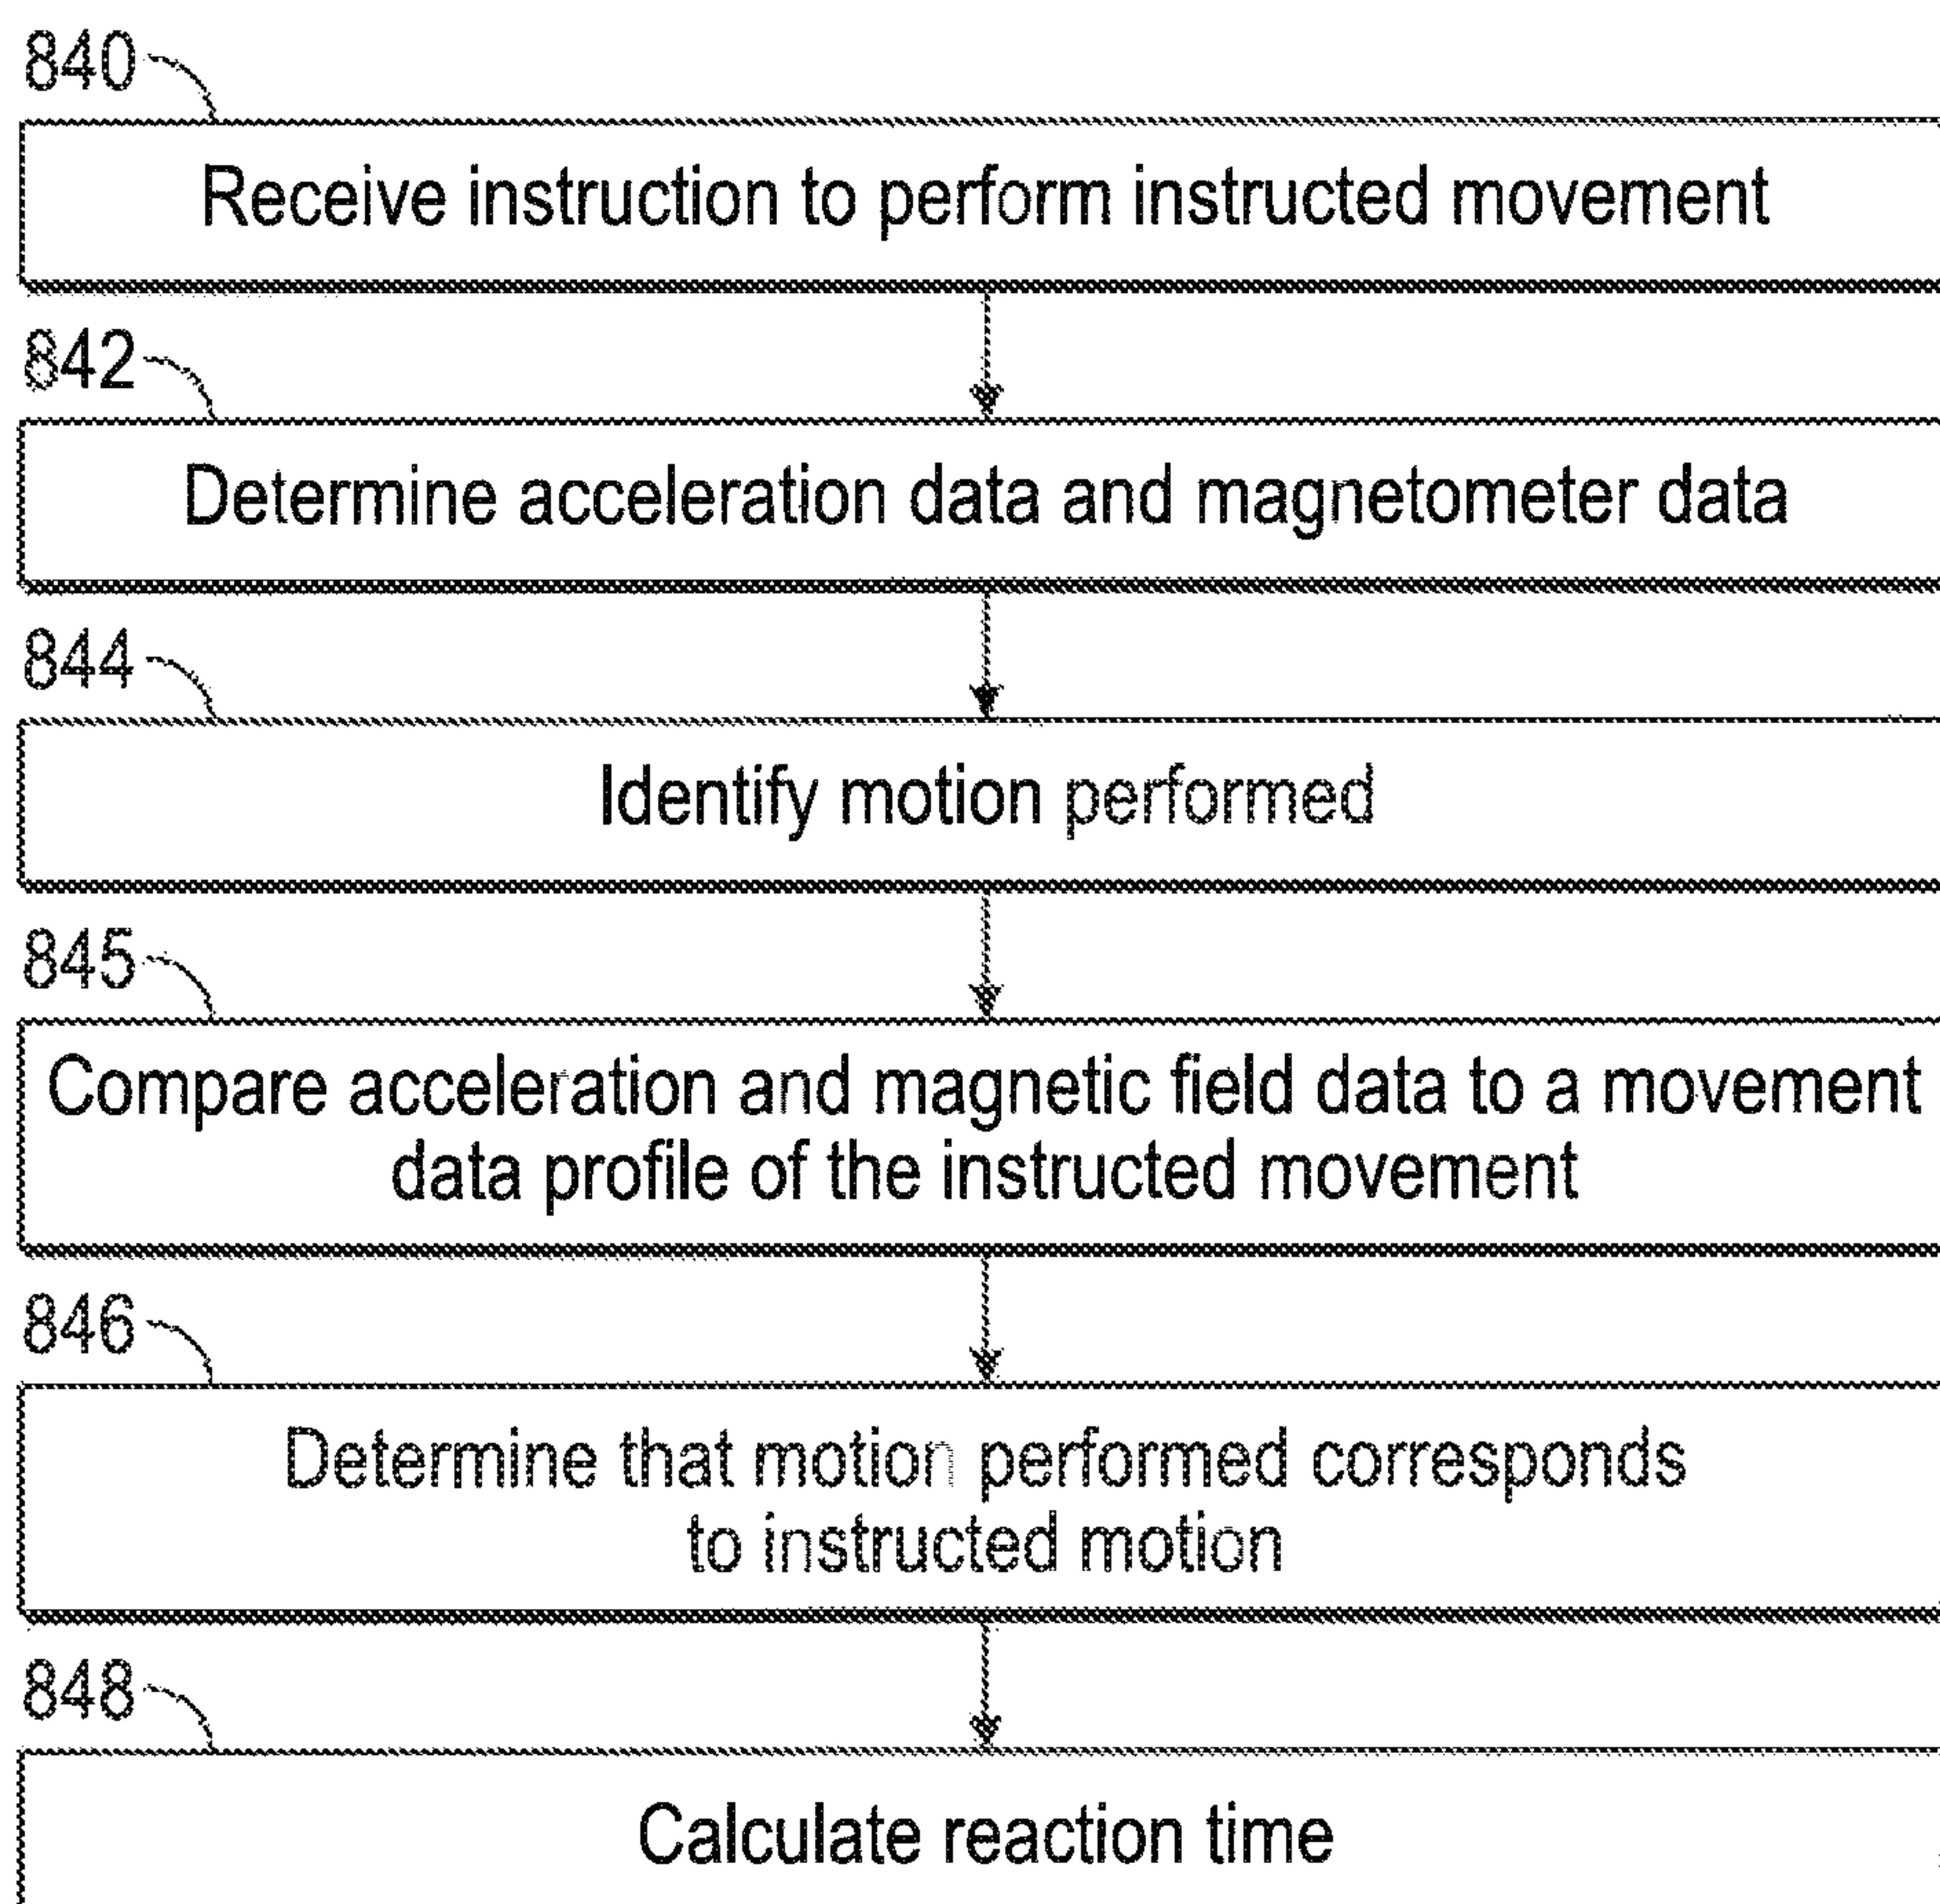 840
Receive instruction to perform instructed movement
842
Determine acceleration data and magnetometer data
844
Identify motion performed
845
Compare acceleration and magnetic field data to a movement
data profile of the instructed movement
846
Determine that motion performed corresponds
to instructed motion
848
Calculate reaction time